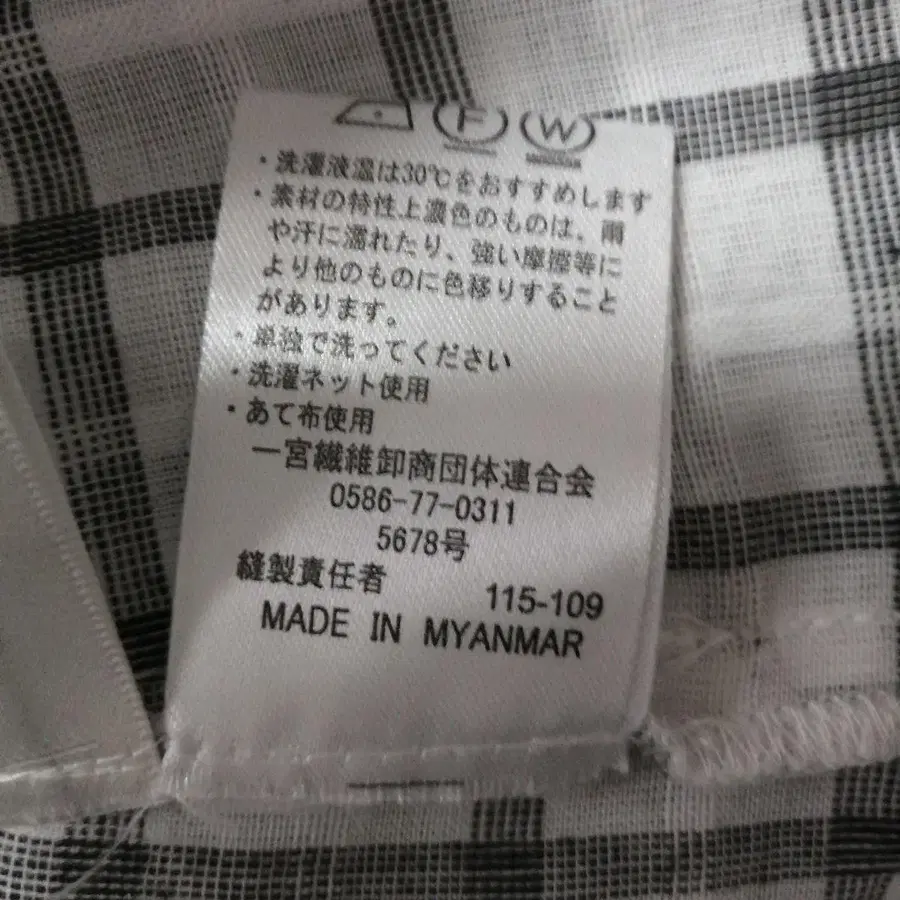 F W
・洗濯液温は30℃をおすすめします
・素材の特性上濃色のものは、雨
や汗に濡れたり、強い摩擦等に
より他のものに色移りすること
があります。
・単独で洗ってください
・洗濯ネット使用
・あて布使用
一宮繊維卸商団体連合会
0586-77-0311
5678号
縫製責任者 115-109
MADE IN MYANMAR